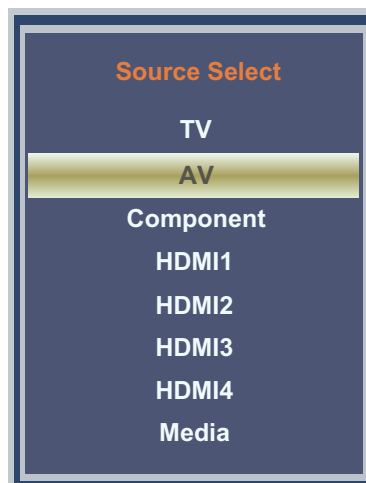 Source Select
TV
AV
Component
HDMI1
HDMI2
HDMI3
HDMI4
Media